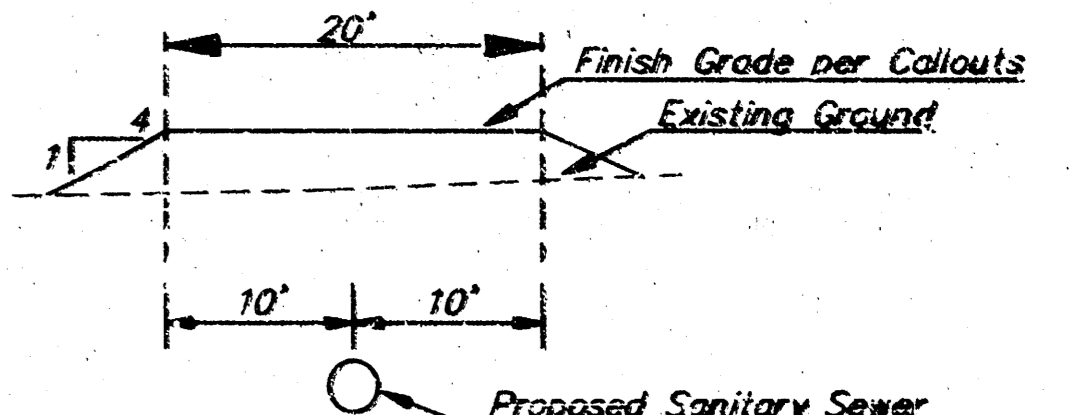 20'
Finish Grade per Callouts
4
Existing Ground
1
10' 10'
Proposed Sanitary Sewer